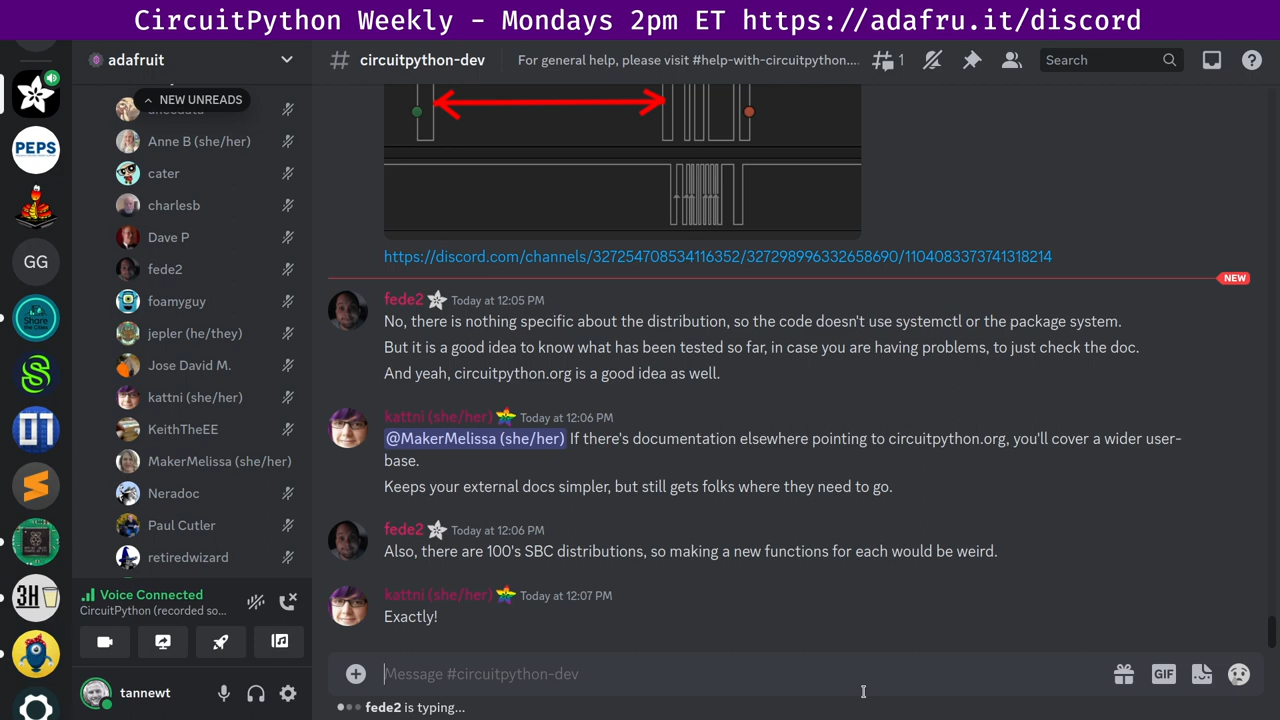 CircuitPython Weekly - Mondays 2pm ET https://adafru.it/discord
adafruit
circuitpython-dev
For general help, please visit #help-with-circuitpython....
1
Search
NEW UNREADS
Anne B (she/her)
cater
charlesb
Dave P
fede2
foamyguy
jepler (he/they)
Jose David M.
kattni (she/her)
KeithTheEE
MakerMelissa (she/her)
Neradoc
Paul Cutler
retiredwizard
PEPS
GG
Share
01
3H
Voice Connected
CircuitPython (recorded so...
tannewt
https://discord.com/channels/327254708534116352/327298996332658690/1104083373741318214
NEW
fede2 Today at 12:05 PM
No, there is nothing specific about the distribution, so the code doesn't use systemctl or the package system.
But it is a good idea to know what has been tested so far, in case you are having problems, to just check the doc.
And yeah, circuitpython.org is a good idea as well.
kattni (she/her) Today at 12:06 PM
@MakerMelissa (she/her) If there's documentation elsewhere pointing to circuitpython.org, you'll cover a wider user-
base.
Keeps your external docs simpler, but still gets folks where they need to go.
fede2 Today at 12:06 PM
Also, there are 100's SBC distributions, so making a new functions for each would be weird.
kattni (she/her) Today at 12:07 PM
Exactly!
Message #circuitpython-dev
GIF
fede2 is typing...